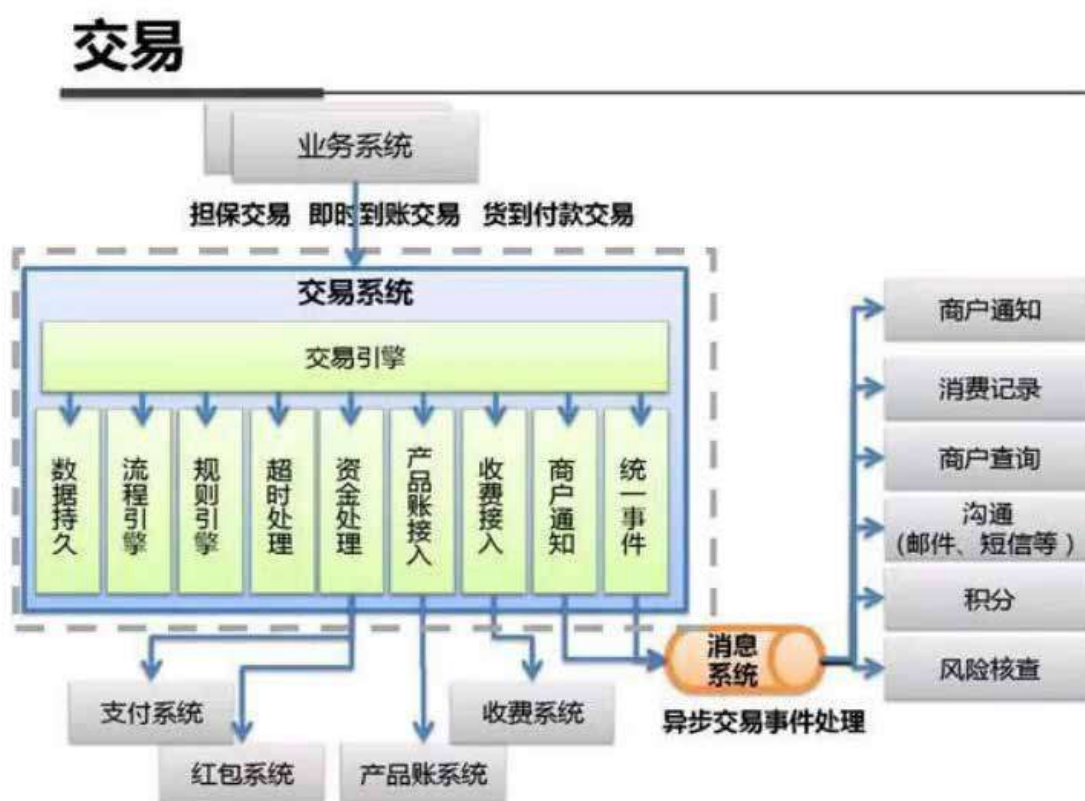 交易
业务系统
担保交易 即时到账交易 货到付款交易
交易系统
交易引擎
数据持久
流程引擎
规则引擎
超时处理
资金处理
产品账接入
收费接入
商户通知
统一事件
商户通知
消费记录
商户查询
沟通
(邮件、短信等)
积分
风险核查
消息
系统
异步交易事件处理
支付系统
收费系统
红包系统
产品账系统